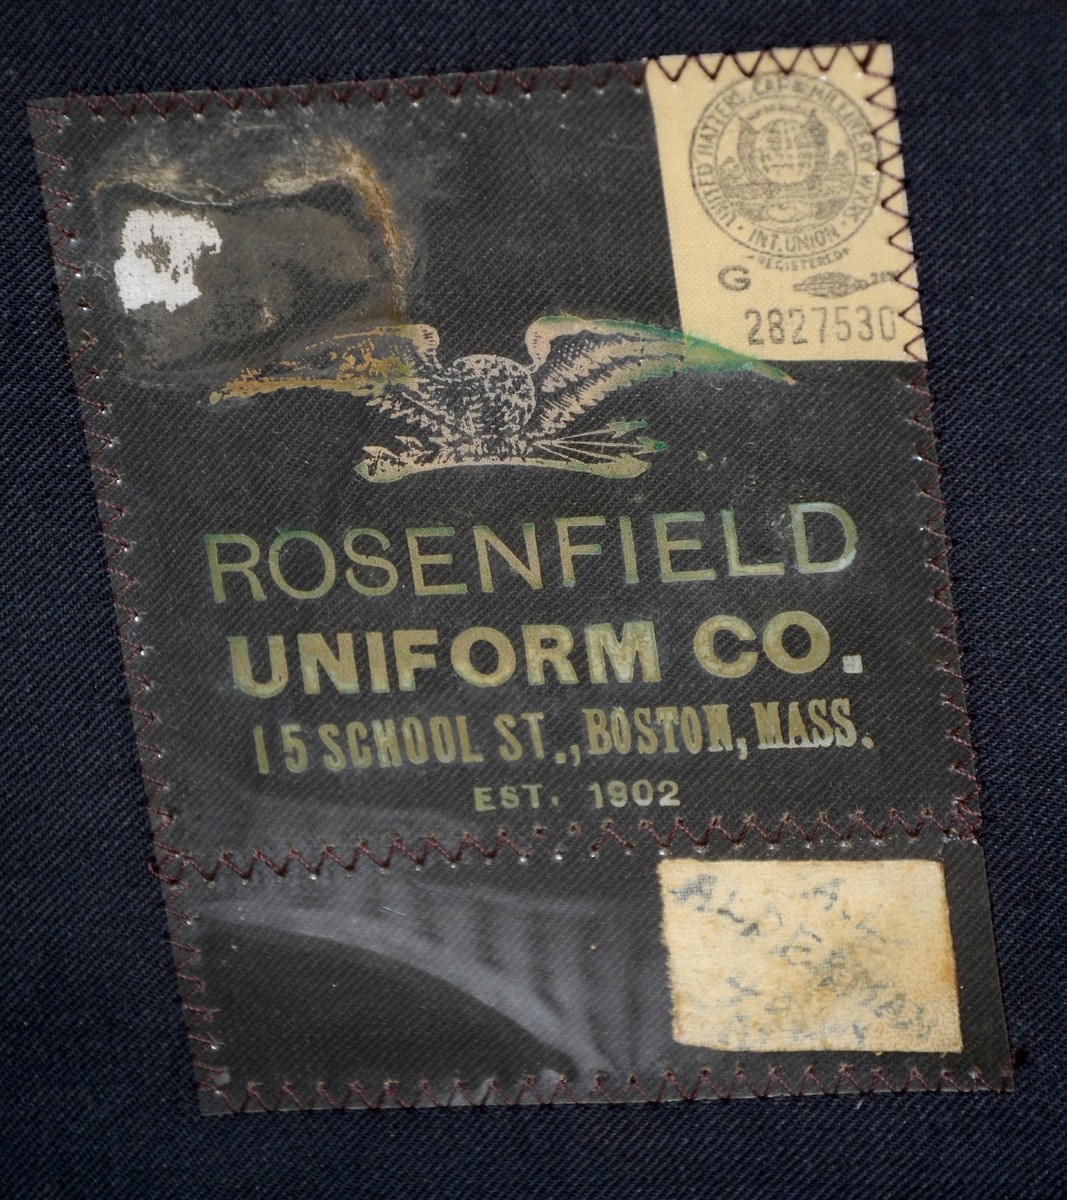 UNITED HATTERS, CAP & MILLINERY WKRS
INT. UNION
REGISTERED
G
2827530
ROSENFIELD
UNIFORM CO.
15 SCHOOL ST., BOSTON, MASS.
EST. 1902